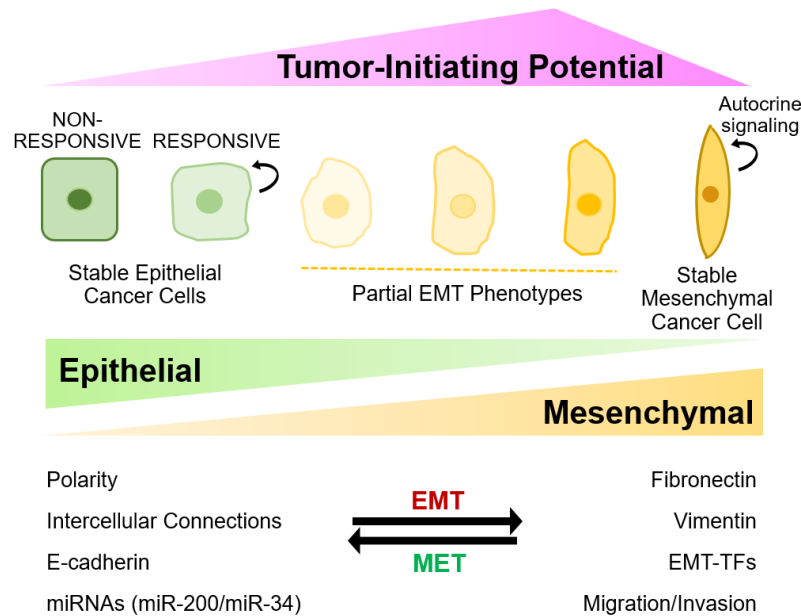 Tumor-Initiating Potential
NON-
RESPONSIVE
RESPONSIVE
Autocrine
signaling
Stable Epithelial
Cancer Cells
Partial EMT Phenotypes
Stable
Mesenchymal
Cancer Cell
Epithelial
Mesenchymal
Polarity
Intercellular Connections
E-cadherin
miRNAs (miR-200/miR-34)
EMT
MET
Fibronectin
Vimentin
EMT-TFs
Migration/Invasion